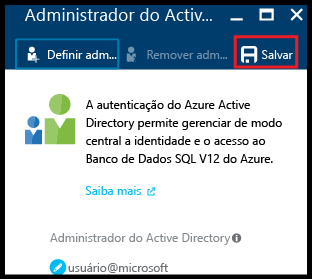 Administrador do Active...
Definir adm... Remover adm... Salvar
A autenticação do Azure Active
Directory permite gerenciar de modo
central a identidade e o acesso ao
Banco de Dados SQL V12 do Azure.
Saiba mais
Administrador do Active Directory
usuário@microsoft